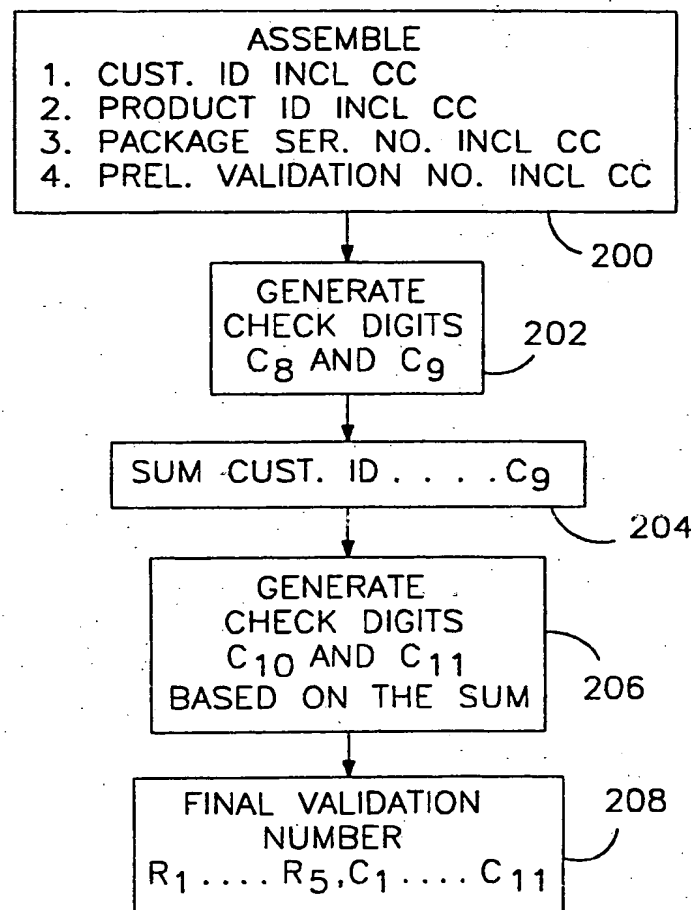 ASSEMBLE
1. CUST. ID INCL CC
2. PRODUCT ID INCL CC
3. PACKAGE SER. NO. INCL CC
4. PREL. VALIDATION NO. INCL CC
200
GENERATE
CHECK DIGITS
C8 AND C9
202
SUM CUST. ID . . . . C9
204
GENERATE
CHECK DIGITS
C10 AND C11
BASED ON THE SUM
206
FINAL VALIDATION
NUMBER
R1 . . . . R5,C1 . . . . C11
208